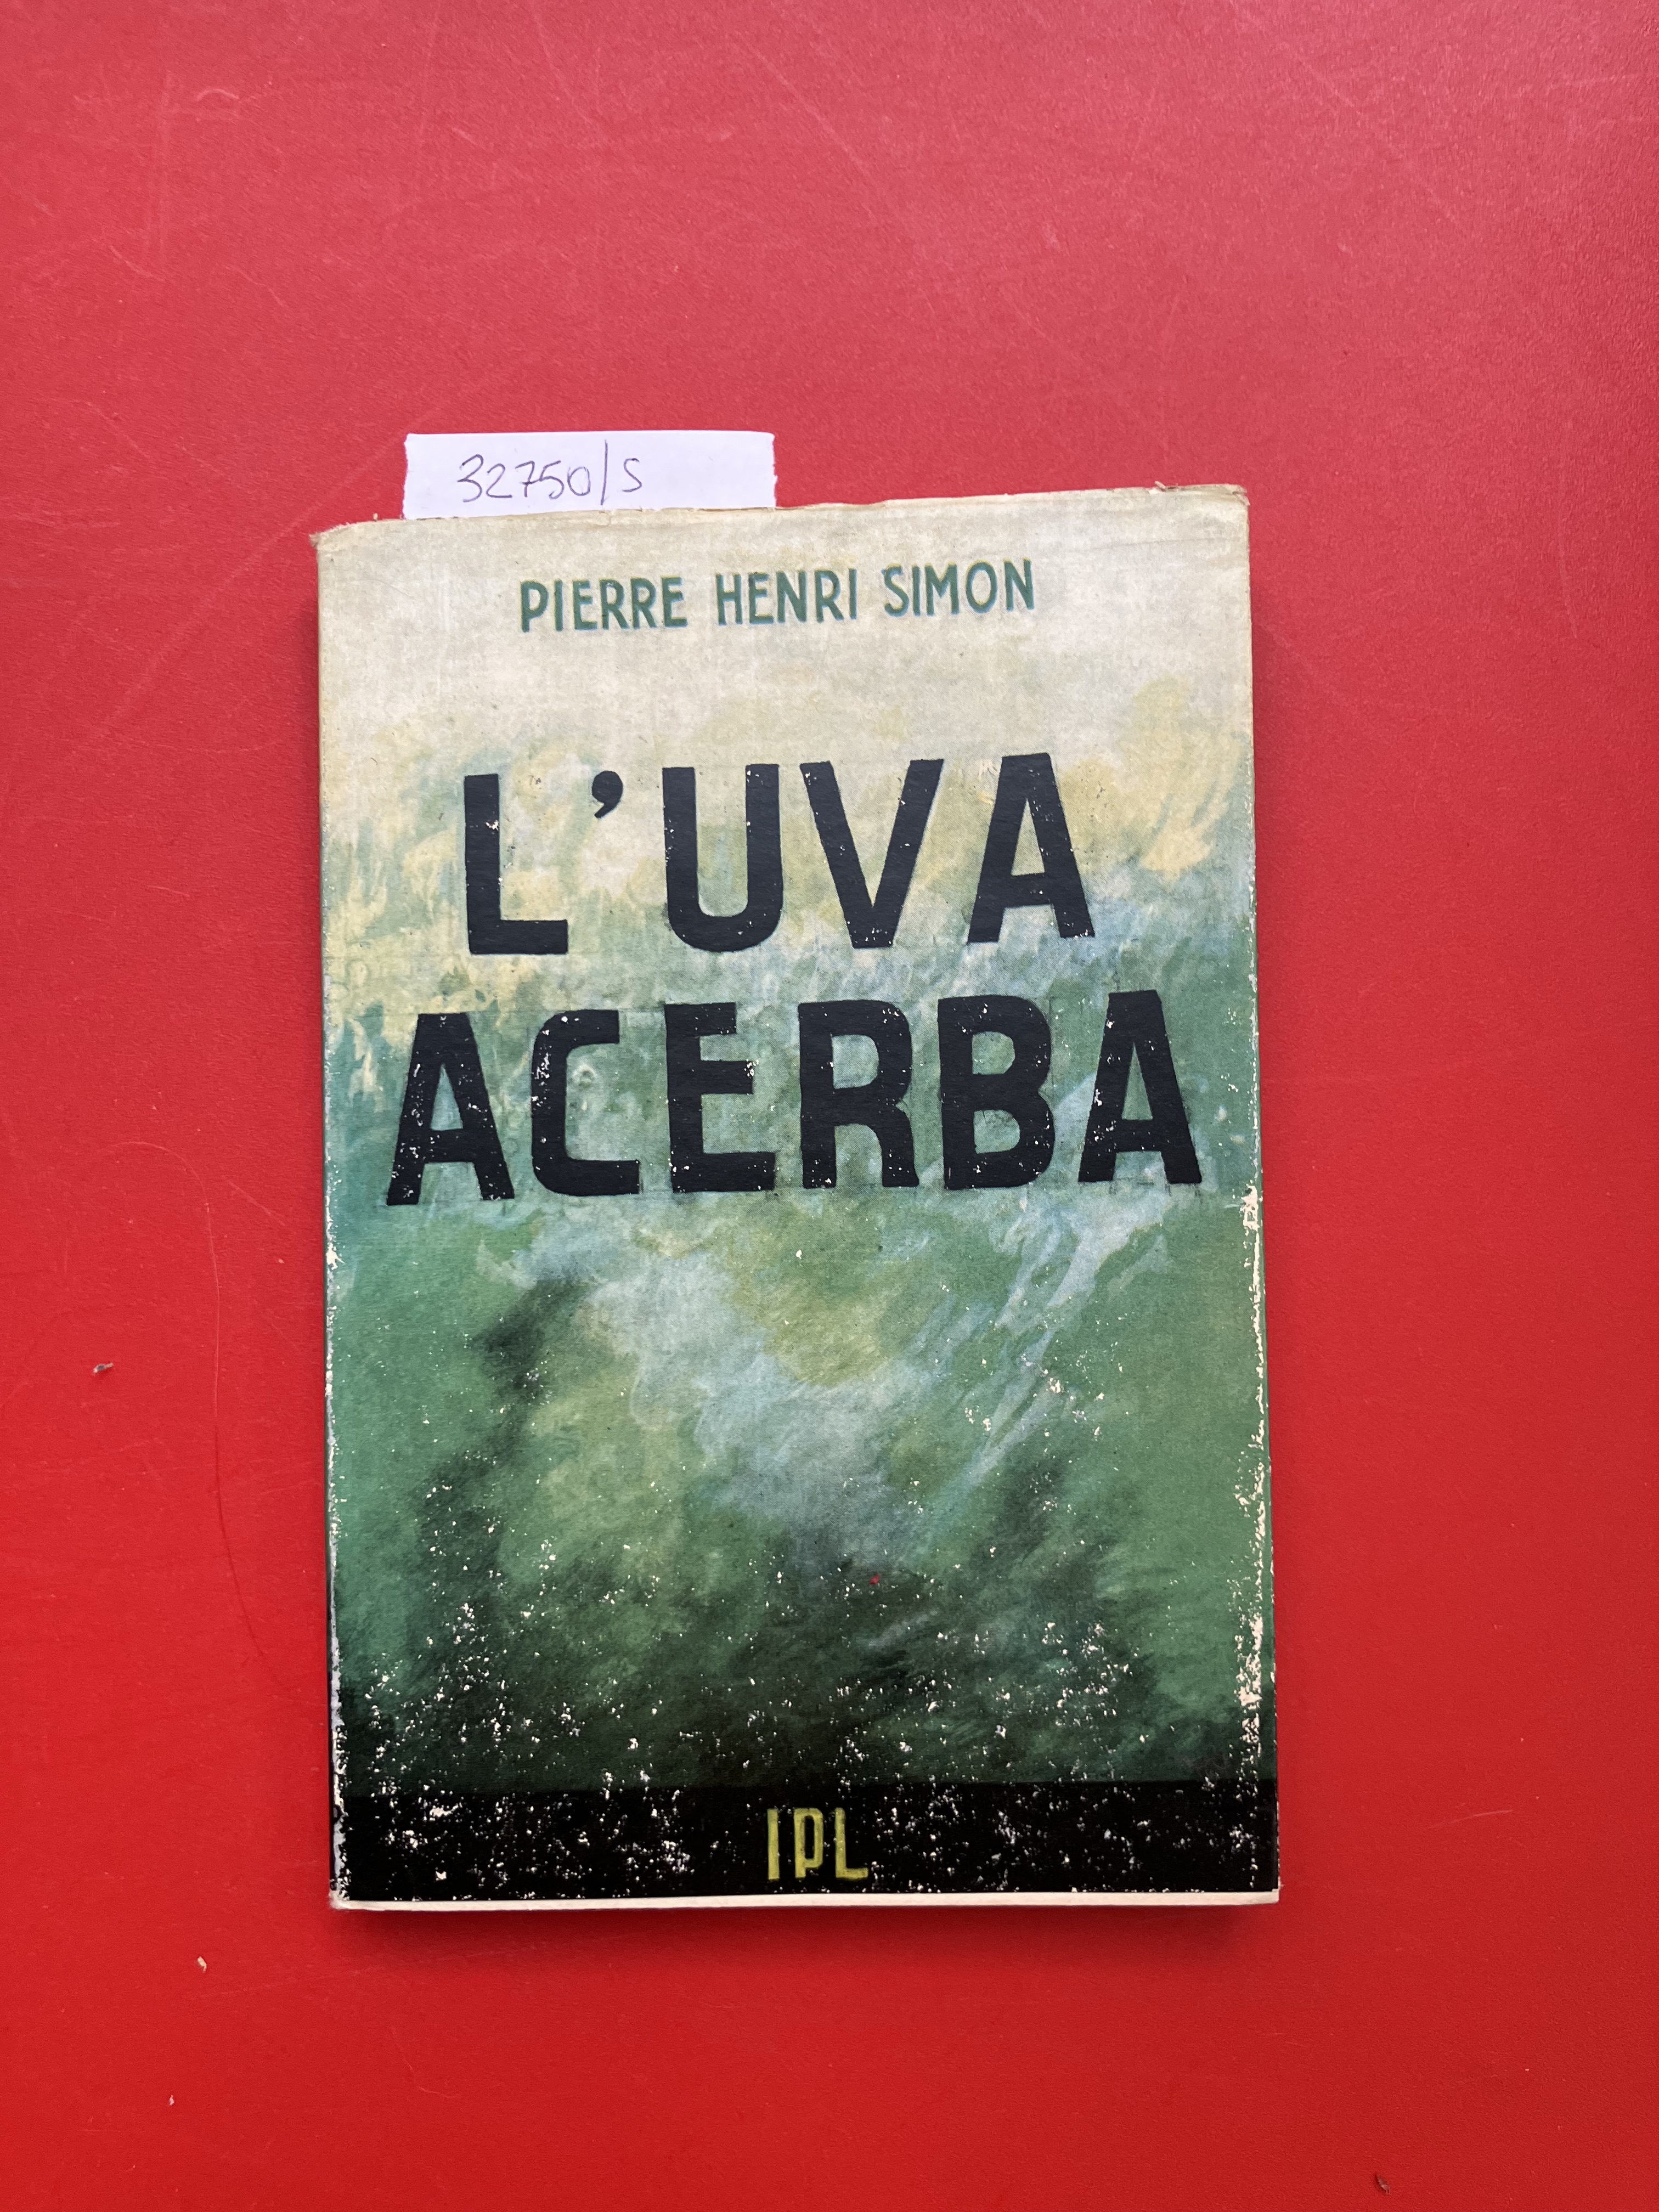 32750/S
PIERRE HENRI SIMON
L'UVA
ACERBA
IPL